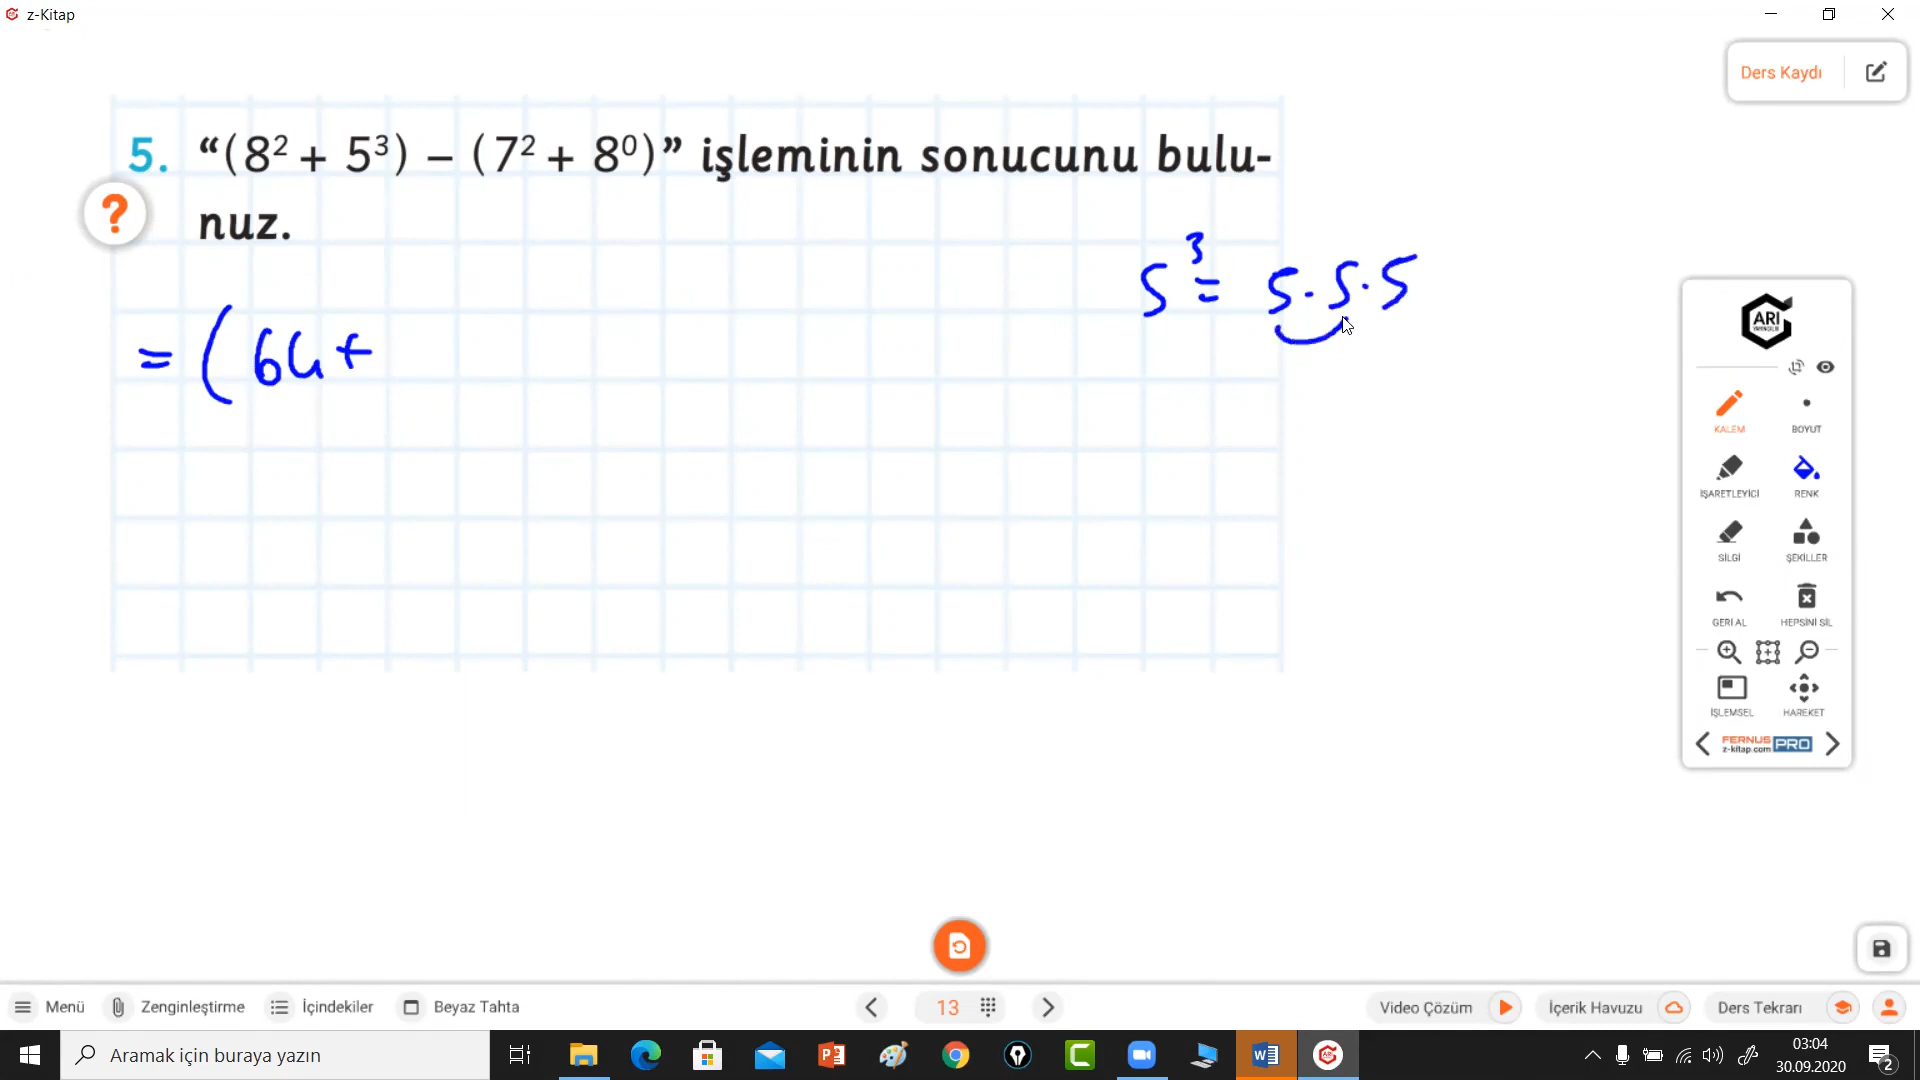 z-Kitap
Ders Kaydı
5. “(8² + 5³) – (7² + 8⁰)” işleminin sonucunu bulu-
nuz.
5³ = 5·5·5
= ( 64 +
ARI
YAYINCILIK
KALEM BOYUT
İŞARETLEYİCİ RENK
SİLGİ ŞEKİLLER
GERİ AL HEPSİNİ SİL
İŞLEMSEL HAREKET
FERNUS PRO
z-kitap.com
Menü Zenginleştirme İçindekiler Beyaz Tahta 13 Video Çözüm İçerik Havuzu Ders Tekrarı
Aramak için buraya yazın
03:04
30.09.2020
2